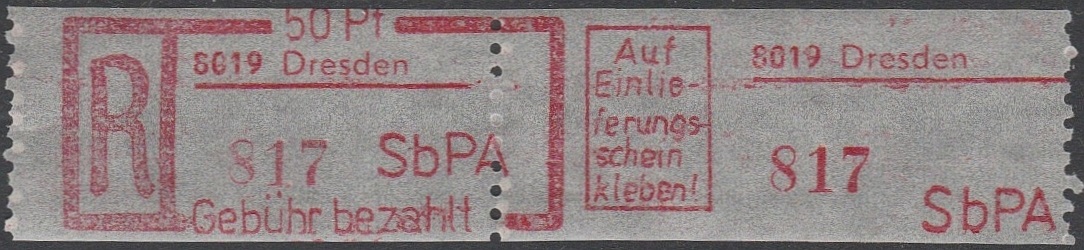 50 Pf
R
8019 Dresden
817 SbPA
Gebühr bezahlt
Auf
Einlie-
ferungs-
schein
kleben!
8019 Dresden
817
SbPA